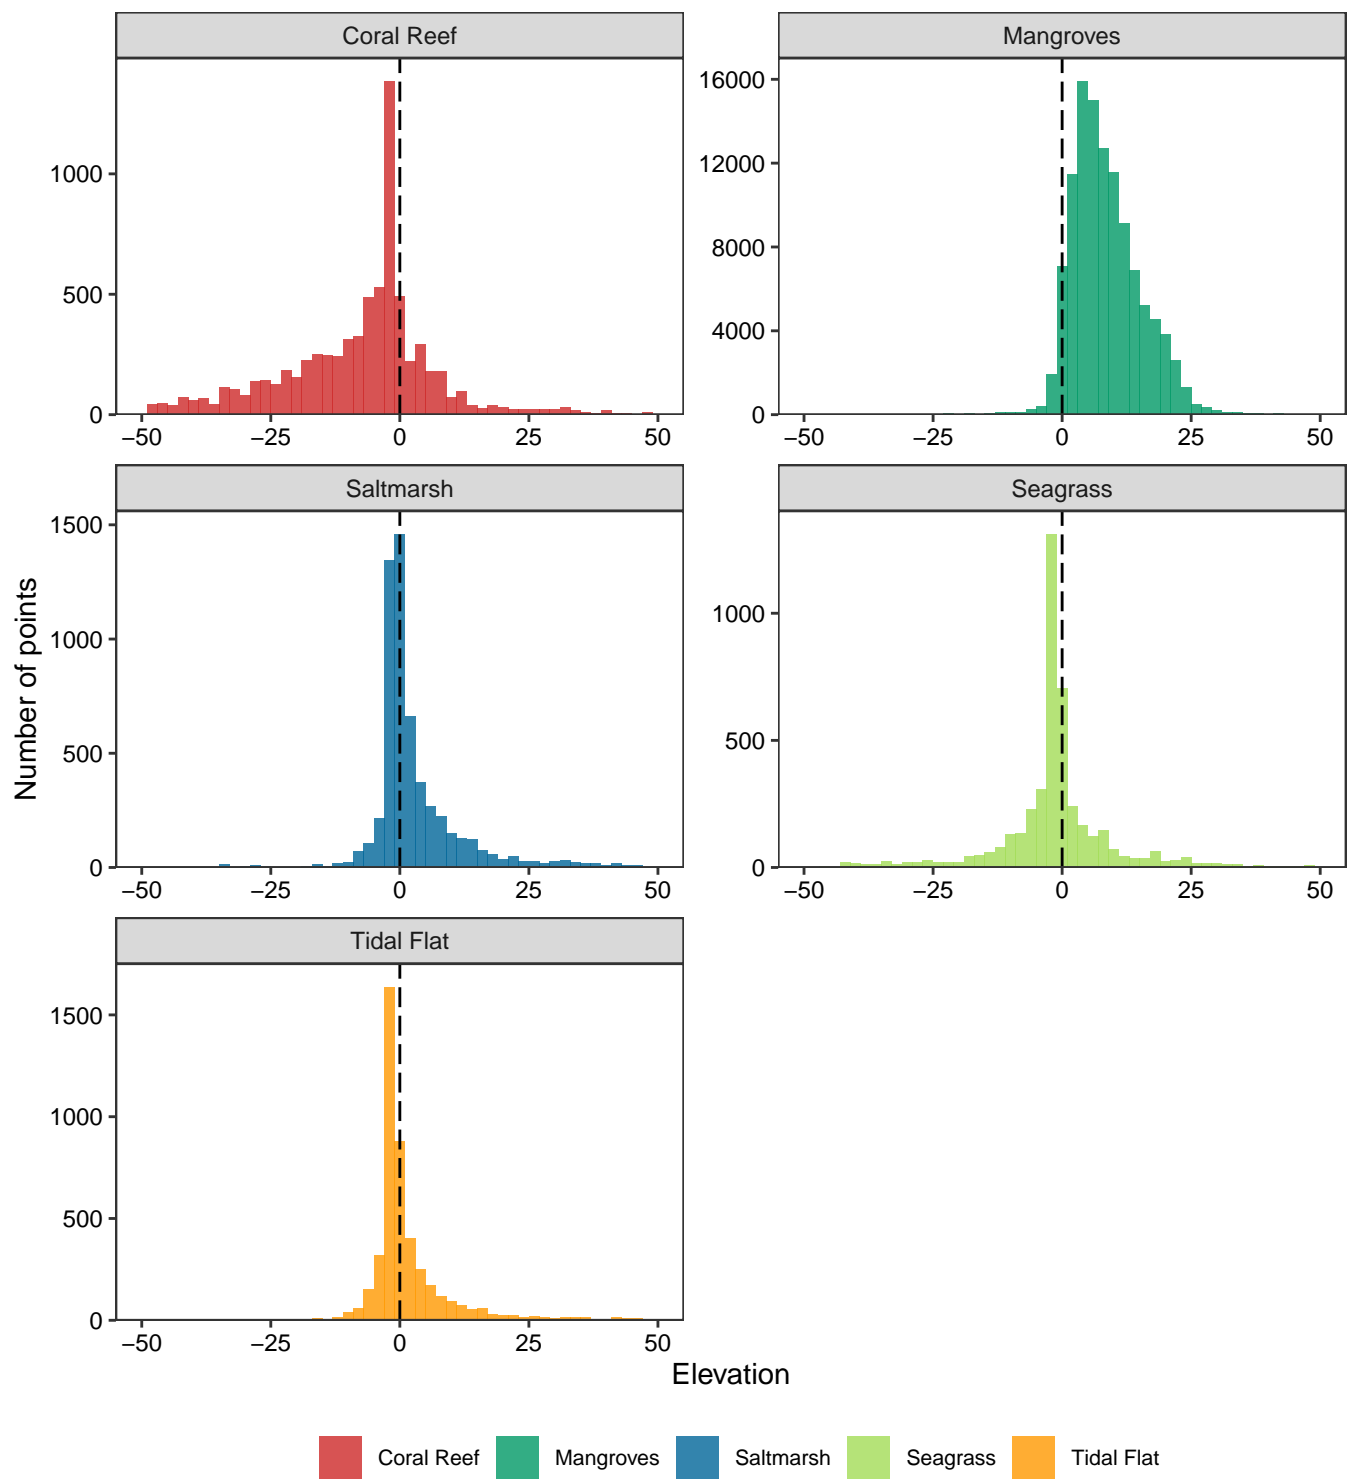 Coral Reef
Mangroves
1000
500
0
−50 −25 0 25 50
16000
12000
8000
4000
0
−50 −25 0 25 50
Saltmarsh
Seagrass
Number of points
1500
1000
500
0
−50 −25 0 25 50
1000
500
0
−50 −25 0 25 50
Tidal Flat
1500
1000
500
0
−50 −25 0 25 50
Elevation
Coral Reef Mangroves Saltmarsh Seagrass Tidal Flat